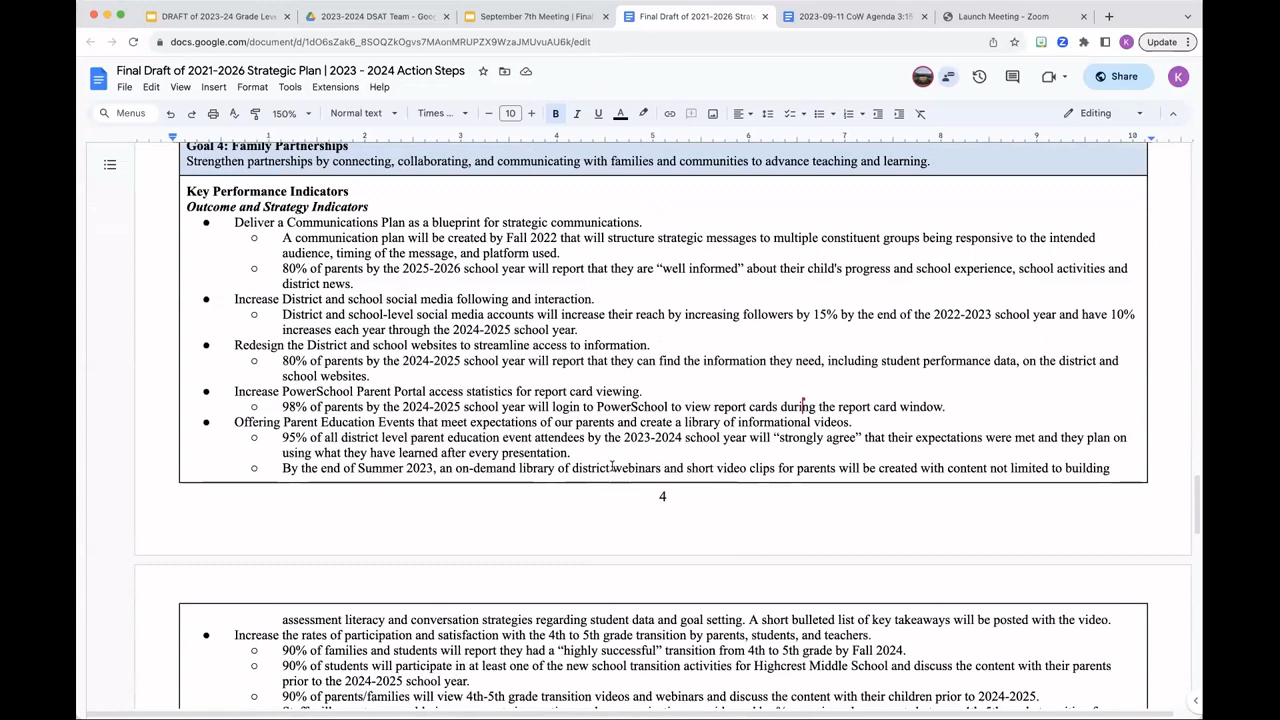 DRAFT of 2023-24 Grade Lev
2023-2024 DSAT Team - Goo
September 7th Meeting | Final
Final Draft of 2021-2026 Strate
2023-09-11 CoW Agenda 3:15
Launch Meeting - Zoom
docs.google.com/document/d/1dO6sZak6_8SOQZkOgvs7MAonMRUPZX9WzaJMUvuAU6k/edit
K
Update
Final Draft of 2021-2026 Strategic Plan | 2023 - 2024 Action Steps
File Edit View Insert Format Tools Extensions Help
Share
K
Menus
150%
Normal text
Times ...
10
B I U A
Editing
1 2 3 4 5 6 7 8 9 10
Goal 4: Family Partnerships
Strengthen partnerships by connecting, collaborating, and communicating with families and communities to advance teaching and learning.
Key Performance Indicators
Outcome and Strategy Indicators
● Deliver a Communications Plan as a blueprint for strategic communications.
○ A communication plan will be created by Fall 2022 that will structure strategic messages to multiple constituent groups being responsive to the intended
audience, timing of the message, and platform used.
○ 80% of parents by the 2025-2026 school year will report that they are “well informed” about their child's progress and school experience, school activities and
district news.
● Increase District and school social media following and interaction.
○ District and school-level social media accounts will increase their reach by increasing followers by 15% by the end of the 2022-2023 school year and have 10%
increases each year through the 2024-2025 school year.
● Redesign the District and school websites to streamline access to information.
○ 80% of parents by the 2024-2025 school year will report that they can find the information they need, including student performance data, on the district and
school websites.
● Increase PowerSchool Parent Portal access statistics for report card viewing.
○ 98% of parents by the 2024-2025 school year will login to PowerSchool to view report cards during the report card window.
● Offering Parent Education Events that meet expectations of our parents and create a library of informational videos.
○ 95% of all district level parent education event attendees by the 2023-2024 school year will “strongly agree” that their expectations were met and they plan on
using what they have learned after every presentation.
○ By the end of Summer 2023, an on-demand library of district webinars and short video clips for parents will be created with content not limited to building
4
assessment literacy and conversation strategies regarding student data and goal setting. A short bulleted list of key takeaways will be posted with the video.
● Increase the rates of participation and satisfaction with the 4th to 5th grade transition by parents, students, and teachers.
○ 90% of families and students will report they had a “highly successful” transition from 4th to 5th grade by Fall 2024.
○ 90% of students will participate in at least one of the new school transition activities for Highcrest Middle School and discuss the content with their parents
prior to the 2024-2025 school year.
○ 90% of parents/families will view 4th-5th grade transition videos and webinars and discuss the content with their children prior to 2024-2025.